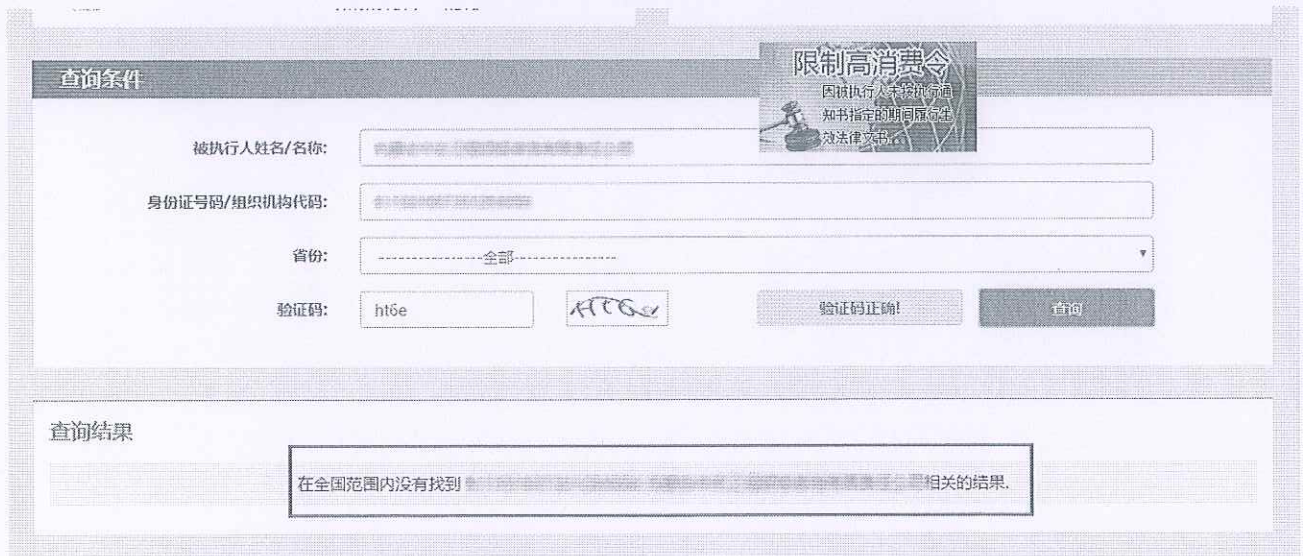 查询条件
限制高消费令
因被执行人未按执行通
知书指定的期间履行生
效法律文书...
被执行人姓名/名称:
身份证号码/组织机构代码:
省份: -----------------全部-----------------
验证码: ht6e 验证码正确! 查询
查询结果
在全国范围内没有找到 相关的结果.